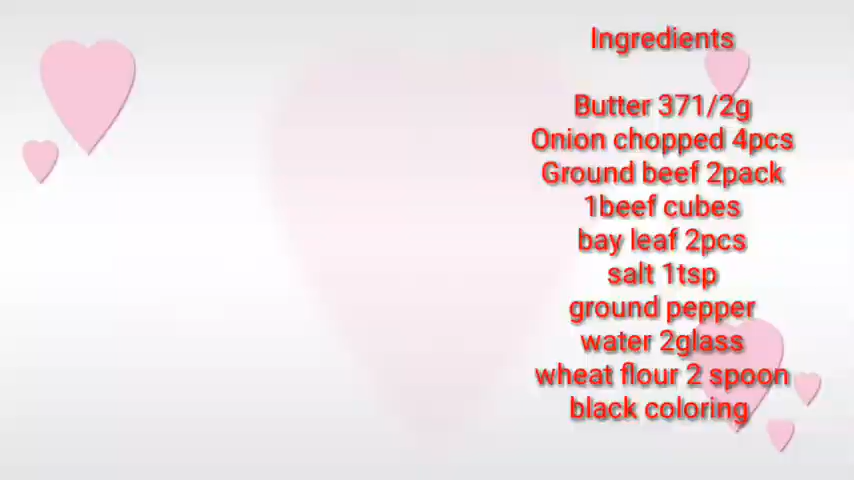 Ingredients
Butter 371/2g
Onion chopped 4pcs
Ground beef 2pack
1beef cubes
bay leaf 2pcs
salt 1tsp
ground pepper
water 2glass
wheat flour 2 spoon
black coloring